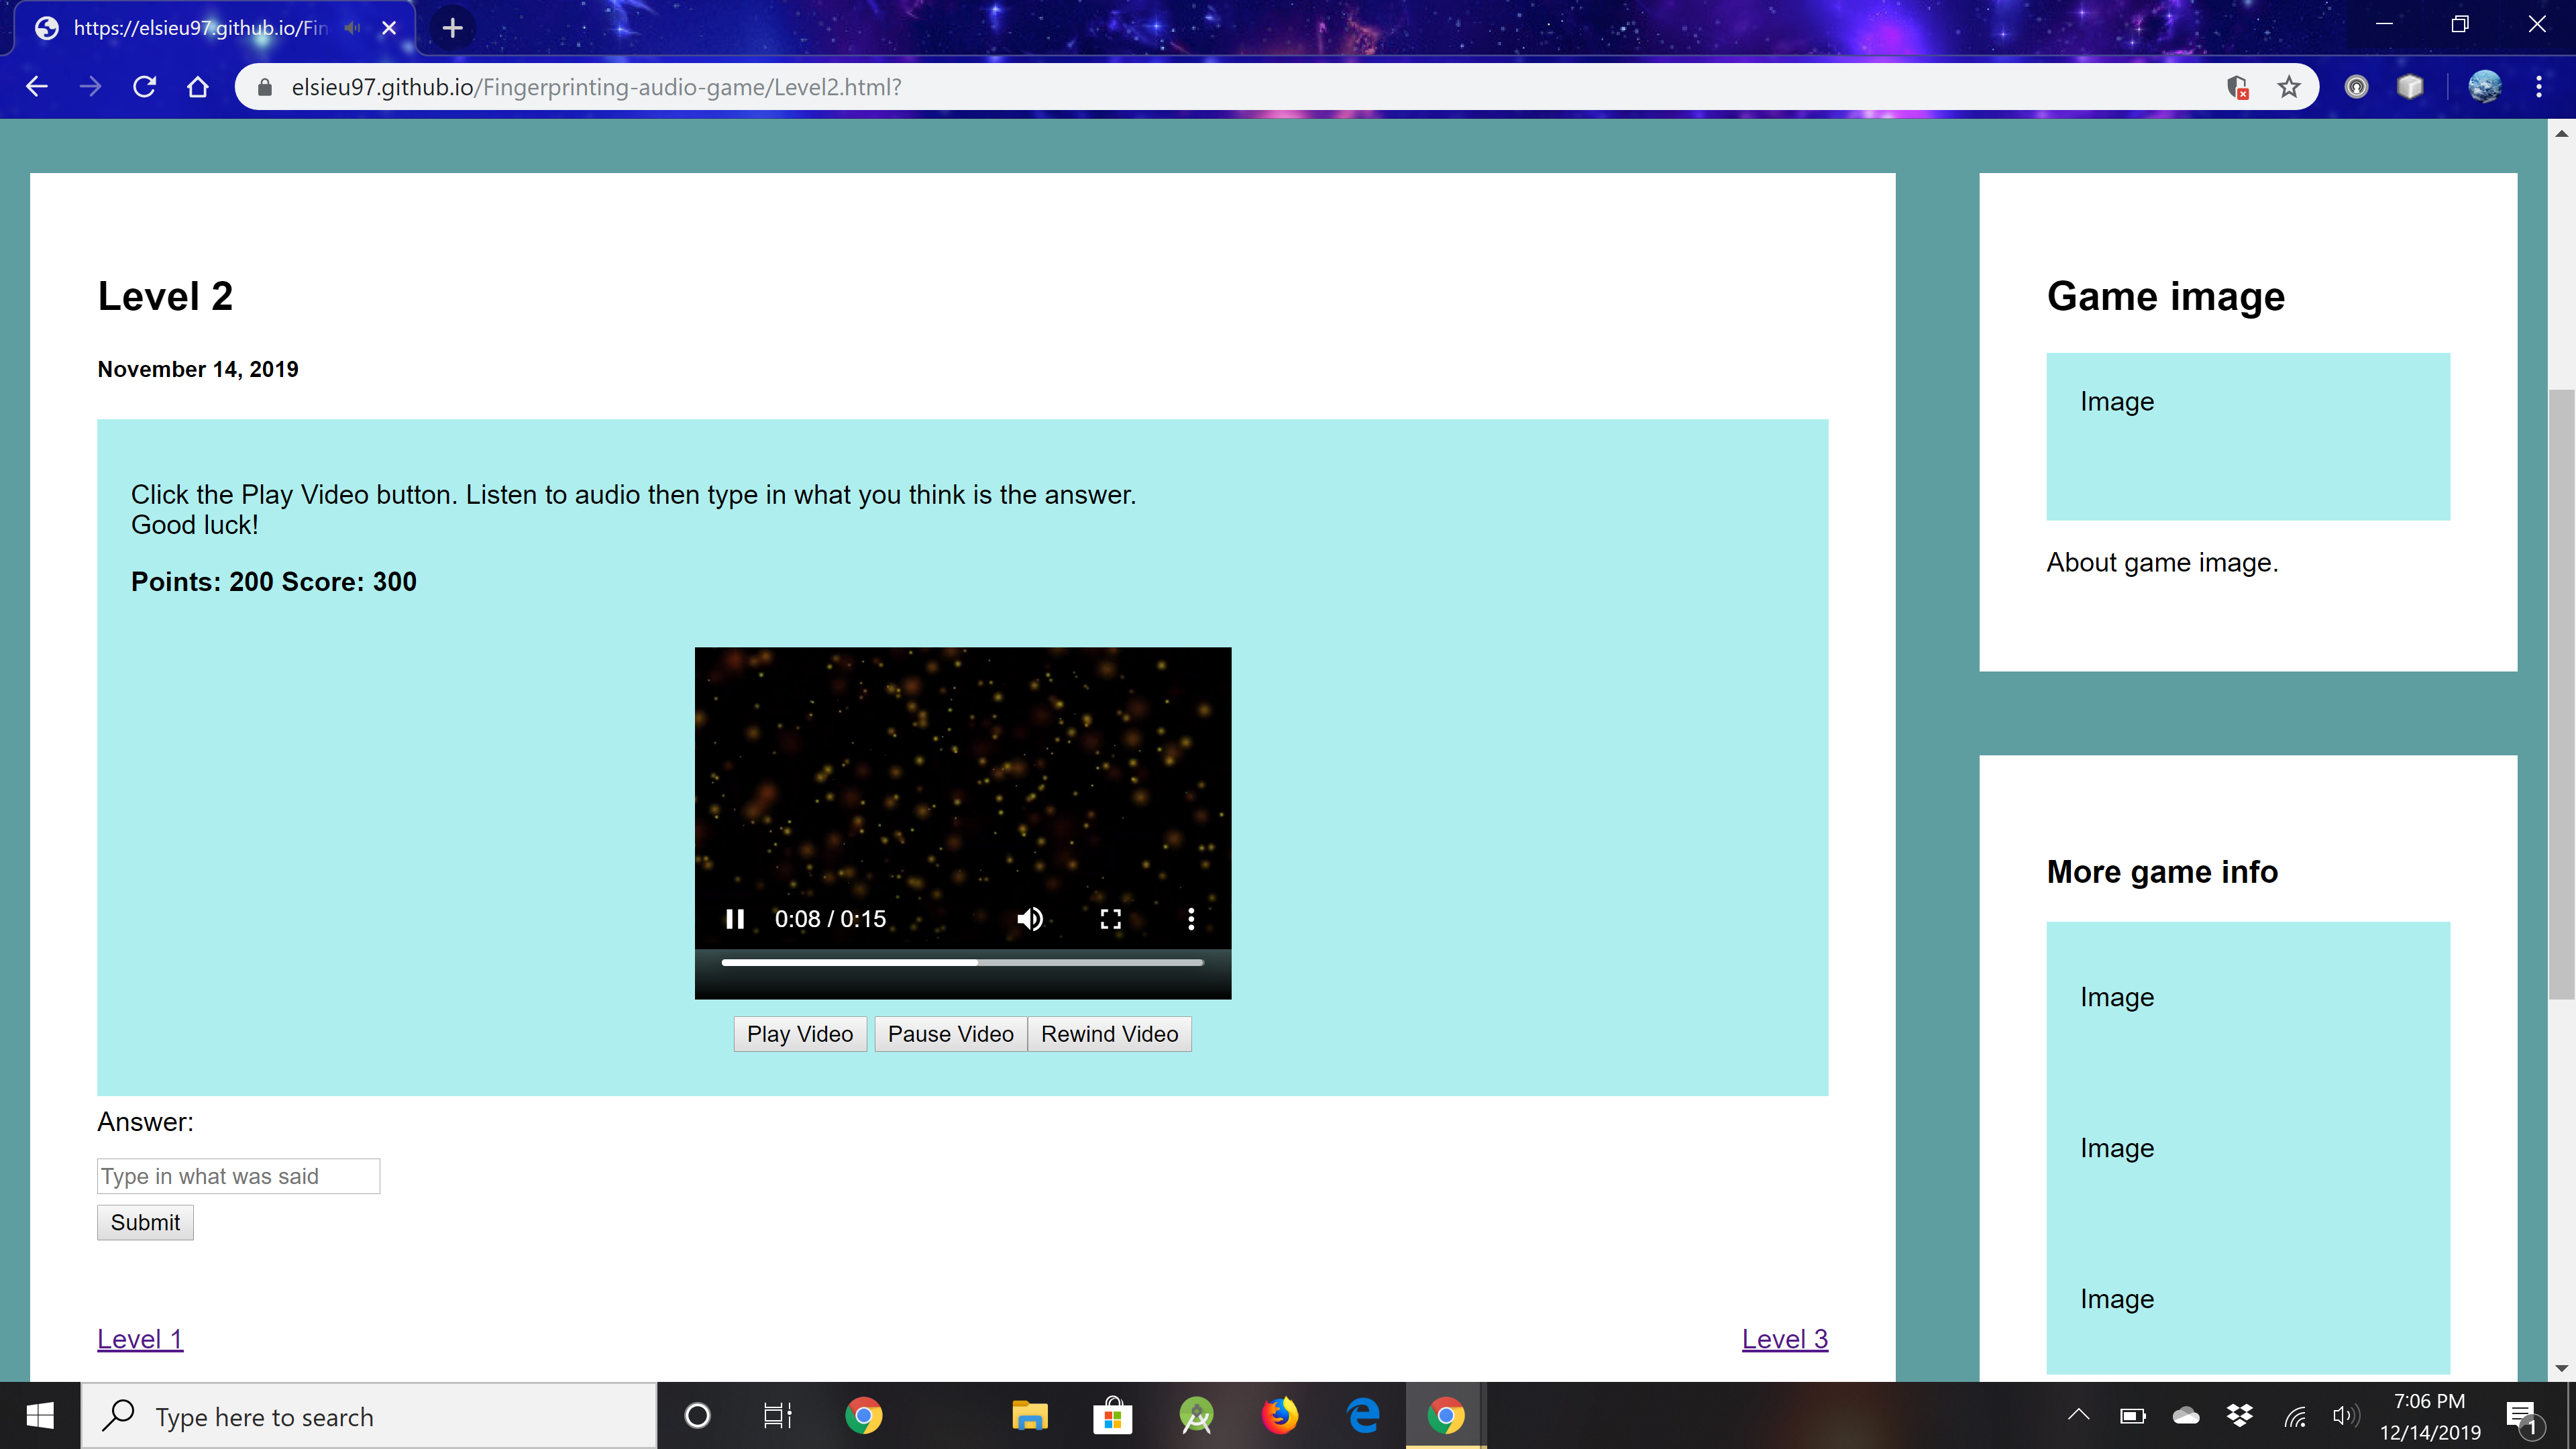 https://elsieu97.github.io/Fin
elsieu97.github.io/Fingerprinting-audio-game/Level2.html?
Level 2
November 14, 2019
Click the Play Video button. Listen to audio then type in what you think is the answer.
Good luck!
Points: 200 Score: 300
0:08 / 0:15
Play Video
Pause Video
Rewind Video
Answer:
Type in what was said
Submit
Level 1
Level 3
Game image
Image
About game image.
More game info
Image
Image
Image
Type here to search
7:06 PM
12/14/2019
1